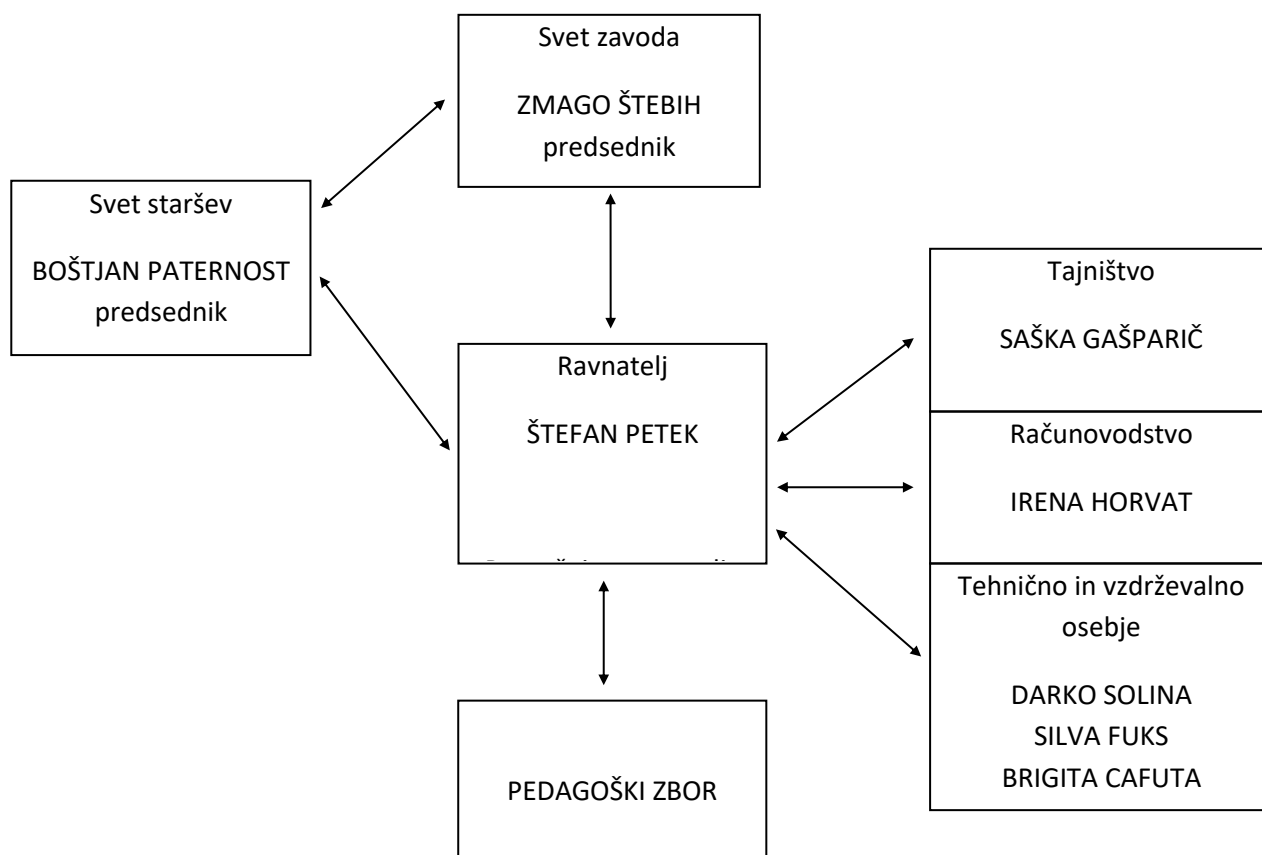 Svet zavoda
ZMAGO ŠTEBIH
predsednik
Svet staršev
BOŠTJAN PATERNOST
predsednik
Ravnatelj
ŠTEFAN PETEK
Tajništvo
SAŠKA GAŠPARIČ
Računovodstvo
IRENA HORVAT
Tehnično in vzdrževalno
osebje
DARKO SOLINA
SILVA FUKS
BRIGITA CAFUTA
PEDAGOŠKI ZBOR